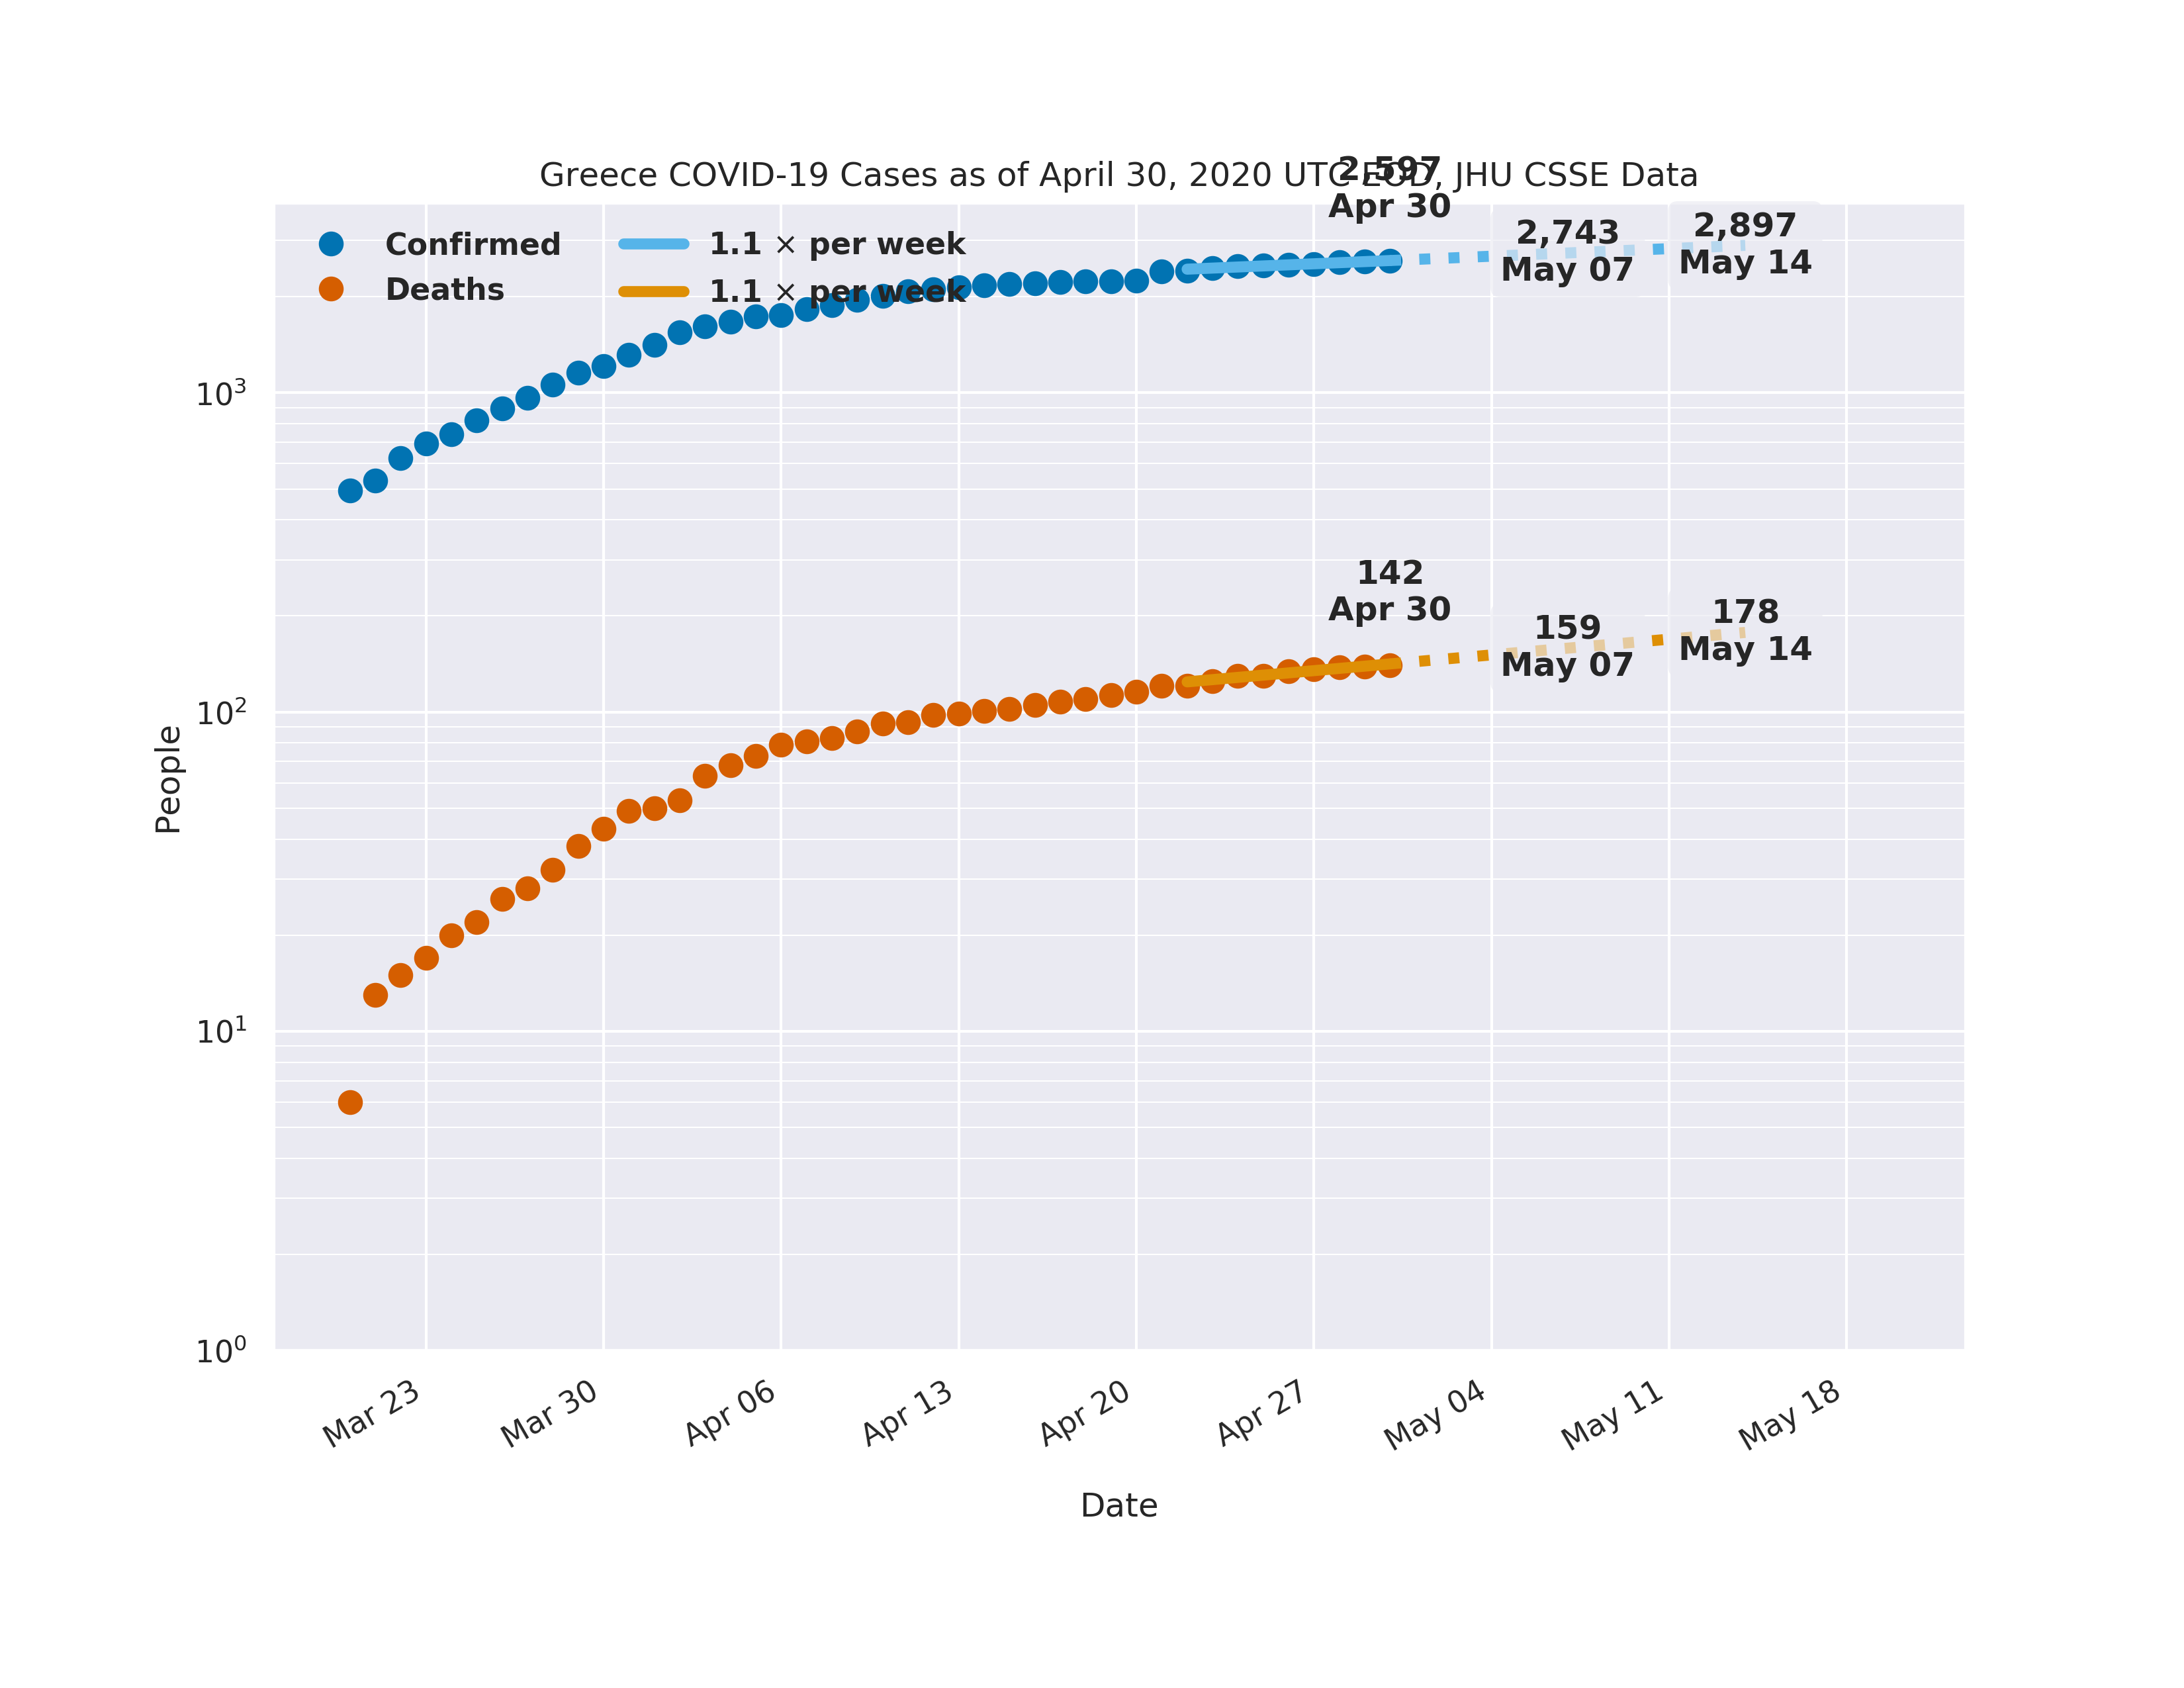 Greece COVID-19 Cases as of April 30, 2020 UTC EOD, JHU CSSE Data
2,597
Apr 30
2,743
May 07
2,897
May 14
Confirmed
Deaths
1.1 × per week
1.1 × per week
142
Apr 30
159
May 07
178
May 14
People
10³
10²
10¹
10⁰
Mar 23
Mar 30
Apr 06
Apr 13
Apr 20
Apr 27
May 04
May 11
May 18
Date